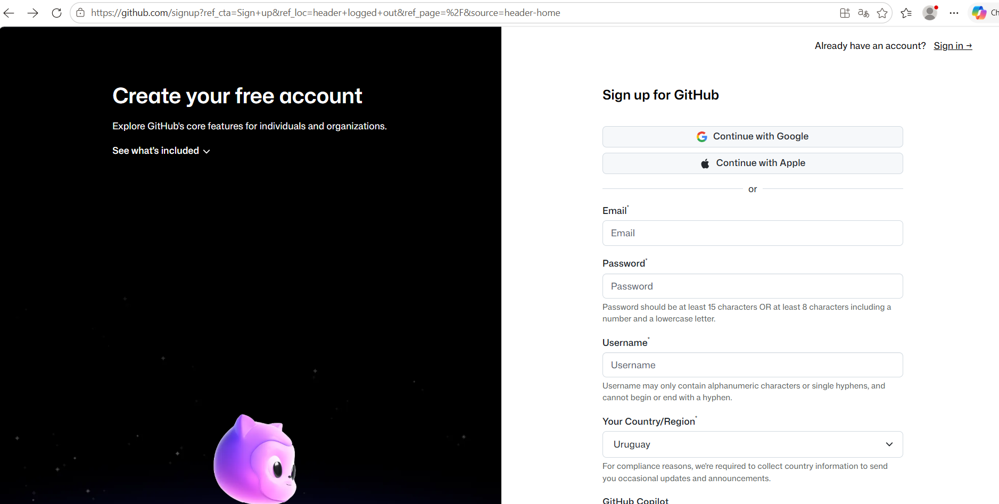 https://github.com/signup?ref_cta=Sign+up&ref_loc=header+logged+out&ref_page=%2F&source=header-home
Already have an account? Sign in →
Create your free account
Explore GitHub's core features for individuals and organizations.
See what's included
Sign up for GitHub
Continue with Google
Continue with Apple
or
Email*
Email
Password*
Password
Password should be at least 15 characters OR at least 8 characters including a
number and a lowercase letter.
Username*
Username
Username may only contain alphanumeric characters or single hyphens, and
cannot begin or end with a hyphen.
Your Country/Region*
Uruguay
For compliance reasons, we're required to collect country information to send
you occasional updates and announcements.
GitHub Copilot